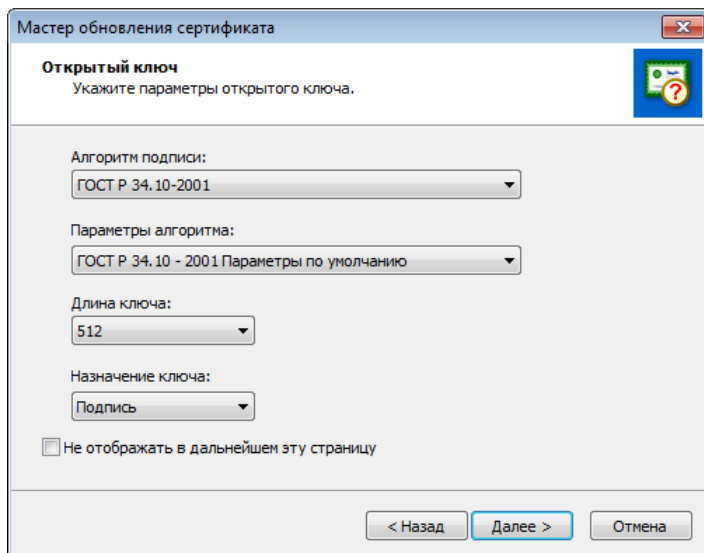 Мастер обновления сертификата
Открытый ключ
Укажите параметры открытого ключа.
Алгоритм подписи:
ГОСТ Р 34.10-2001
Параметры алгоритма:
ГОСТ Р 34.10 - 2001 Параметры по умолчанию
Длина ключа:
512
Назначение ключа:
Подпись
Не отображать в дальнейшем эту страницу
< Назад
Далее >
Отмена